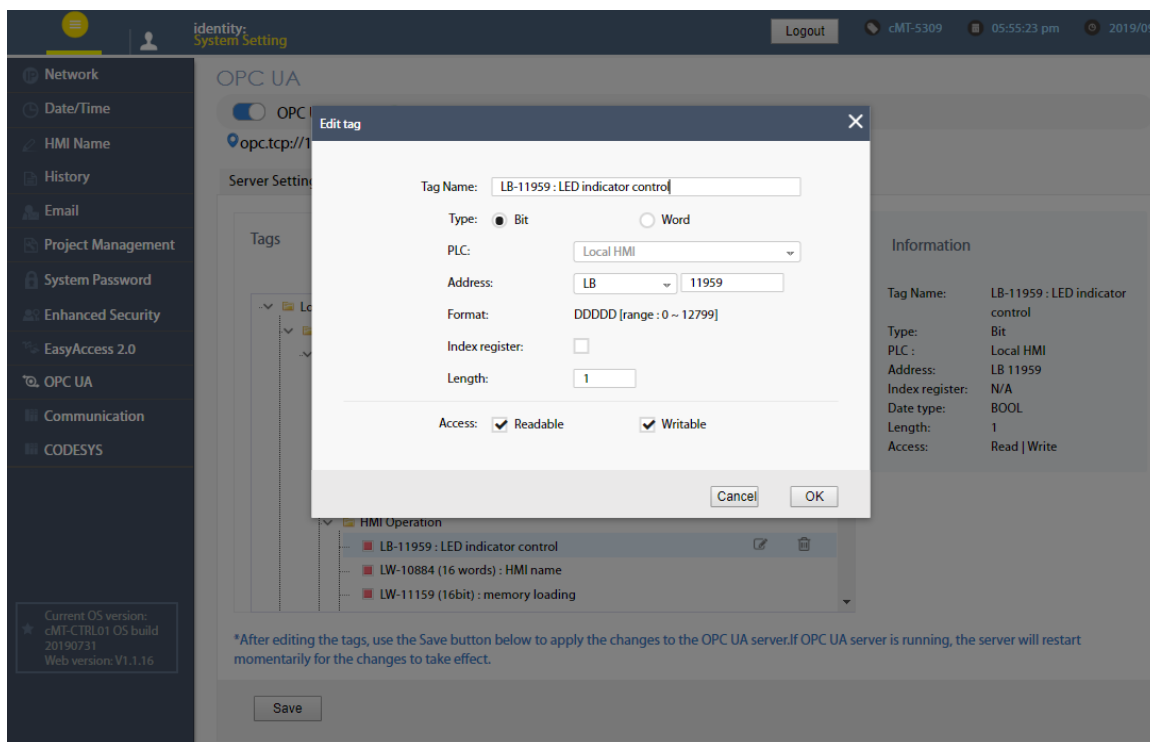 identity:
System Setting
Logout
cMT-5309
05:55:23 pm
2019/09
Network
Date/Time
HMI Name
History
Email
Project Management
System Password
Enhanced Security
EasyAccess 2.0
OPC UA
Communication
CODESYS
Current OS version:
cMT-CTRL01 OS build
20190731
Web version: V1.1.16
OPC UA
OPC
opc.tcp://1
Server Setting
Tags
Lo
Edit tag
Tag Name: LB-11959 : LED indicator control
Type: Bit Word
PLC: Local HMI
Address: LB 11959
Format: DDDDD [range : 0 ~ 12799]
Index register:
Length: 1
Access: Readable Writable
Cancel OK
HMI Operation
LB-11959 : LED indicator control
LW-10884 (16 words) : HMI name
LW-11159 (16bit) : memory loading
Information
Tag Name: LB-11959 : LED indicator
control
Type: Bit
PLC : Local HMI
Address: LB 11959
Index register: N/A
Date type: BOOL
Length: 1
Access: Read | Write
*After editing the tags, use the Save button below to apply the changes to the OPC UA server.If OPC UA server is running, the server will restart
momentarily for the changes to take effect.
Save